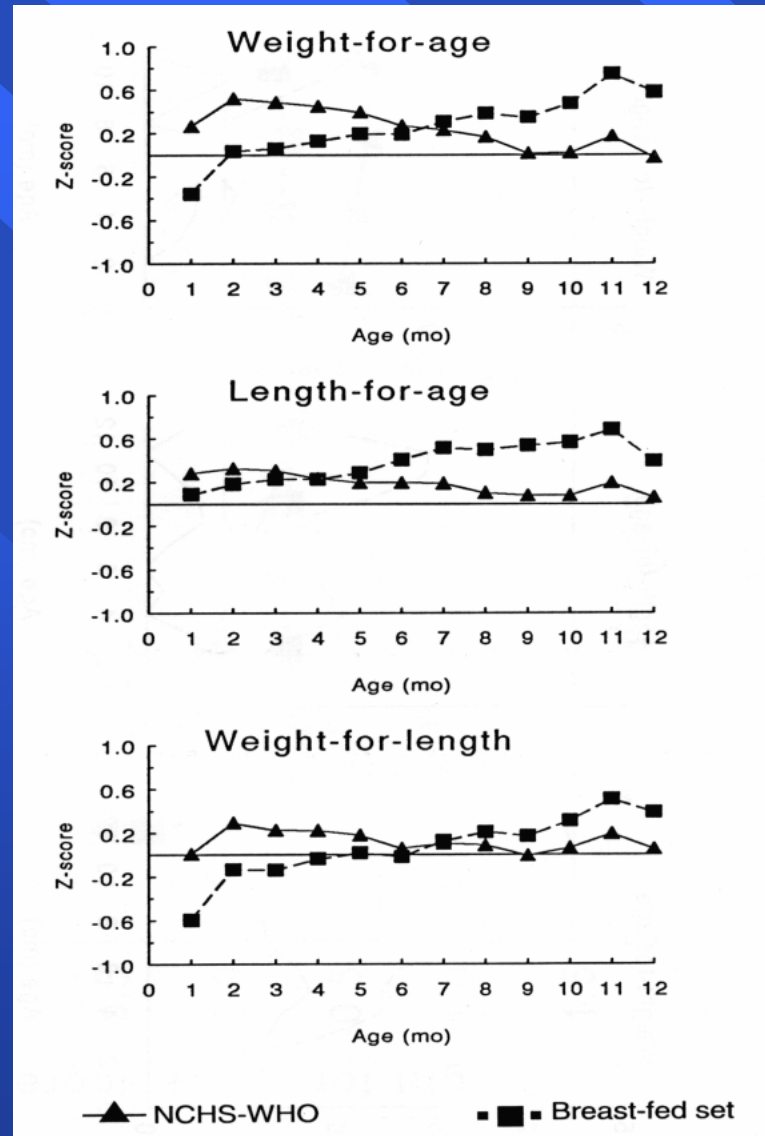 Weight-for-age
1.0
0.6
0.2
-0.2
-0.6
-1.0
Z-score
0 1 2 3 4 5 6 7 8 9 10 11 12
Age (mo)
Length-for-age
1.0
0.6
0.2
-0.2
-0.6
-1.0
Z-score
0 1 2 3 4 5 6 7 8 9 10 11 12
Age (mo)
Weight-for-length
1.0
0.6
0.2
-0.2
-0.6
-1.0
Z-score
0 1 2 3 4 5 6 7 8 9 10 11 12
Age (mo)
NCHS-WHO
Breast-fed set